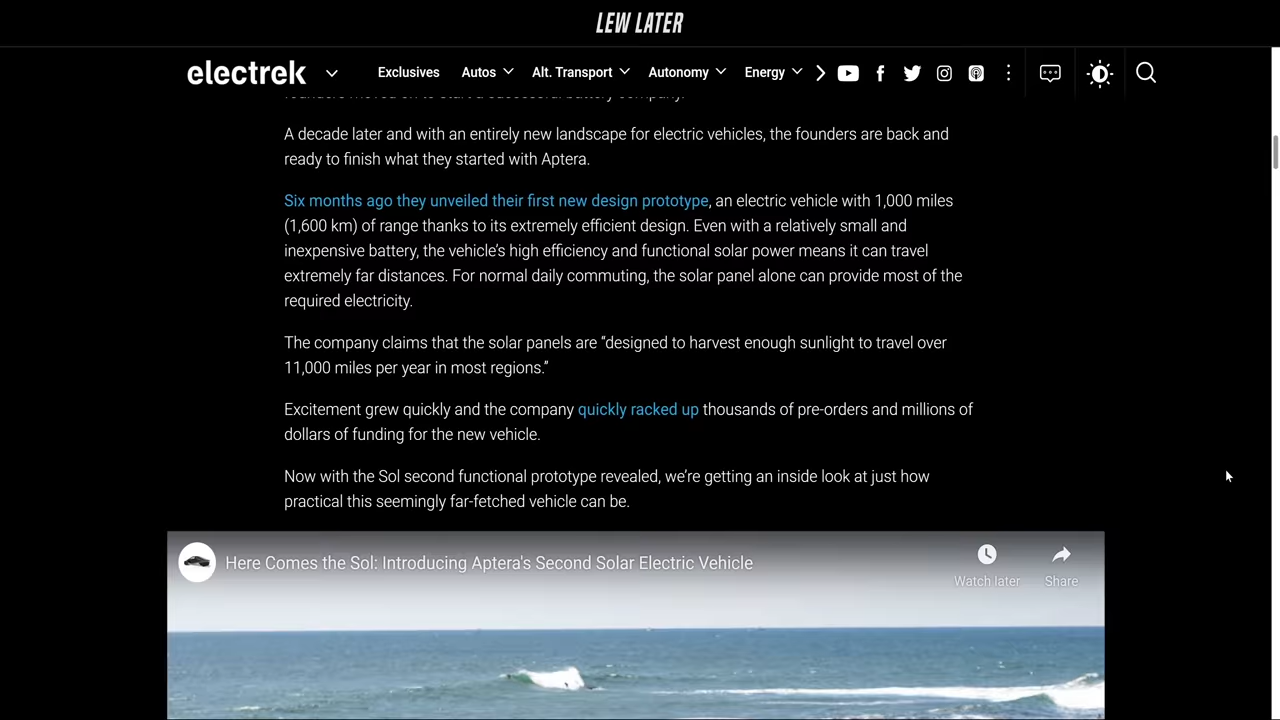 LEW LATER
electrek Exclusives Autos Alt. Transport Autonomy Energy
founders moved on to start a successful battery company.
A decade later and with an entirely new landscape for electric vehicles, the founders are back and
ready to finish what they started with Aptera.
Six months ago they unveiled their first new design prototype, an electric vehicle with 1,000 miles
(1,600 km) of range thanks to its extremely efficient design. Even with a relatively small and
inexpensive battery, the vehicle’s high efficiency and functional solar power means it can travel
extremely far distances. For normal daily commuting, the solar panel alone can provide most of the
required electricity.
The company claims that the solar panels are “designed to harvest enough sunlight to travel over
11,000 miles per year in most regions.”
Excitement grew quickly and the company quickly racked up thousands of pre-orders and millions of
dollars of funding for the new vehicle.
Now with the Sol second functional prototype revealed, we’re getting an inside look at just how
practical this seemingly far-fetched vehicle can be.
Here Comes the Sol: Introducing Aptera's Second Solar Electric Vehicle
Watch later Share